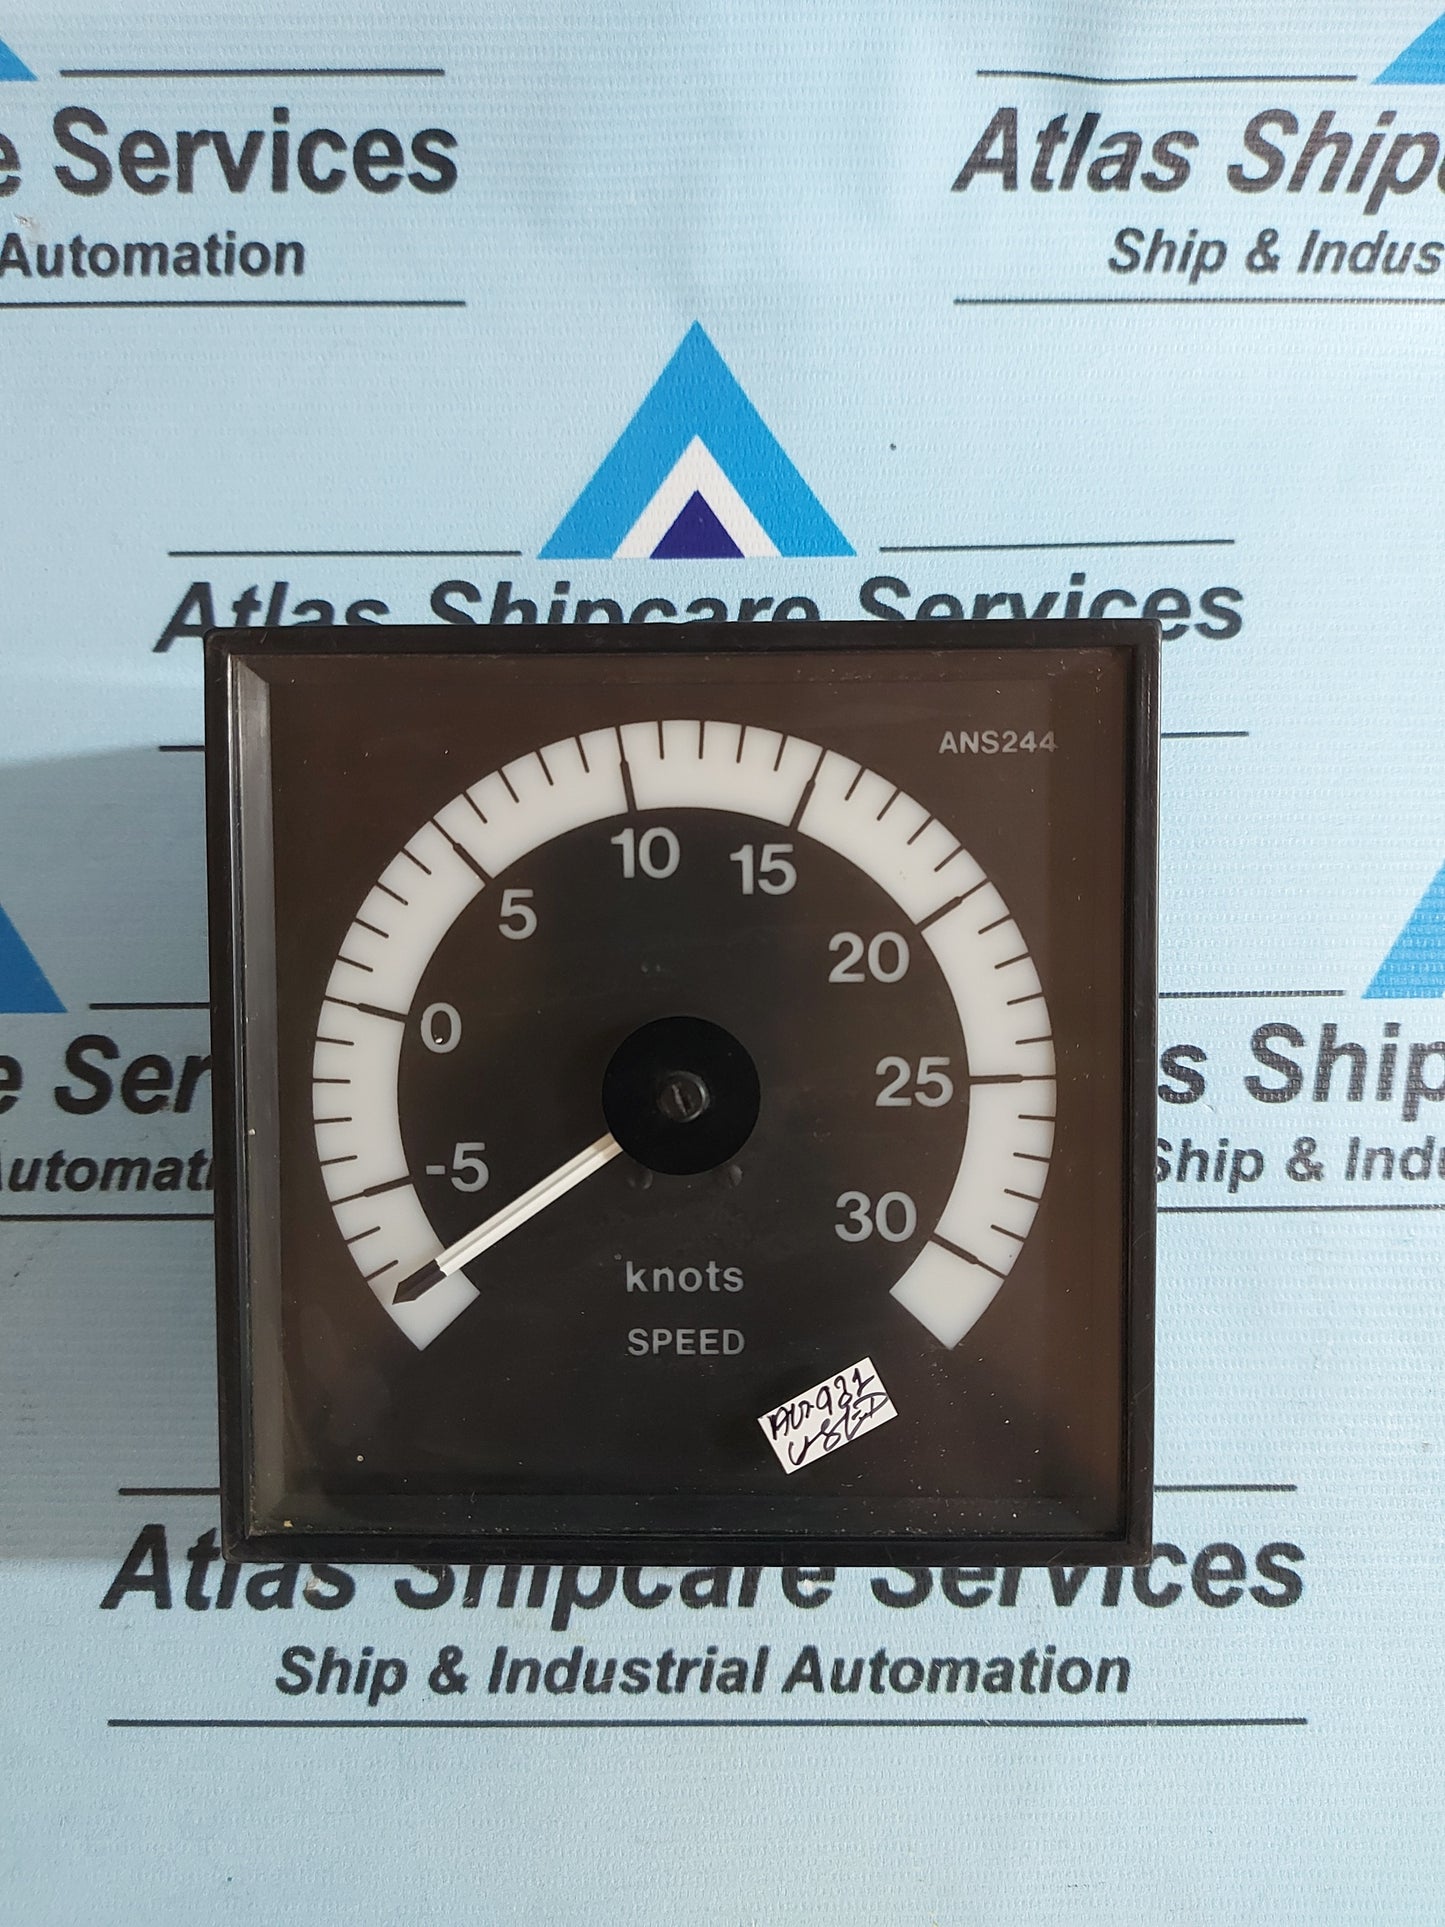 e Services
Automation
Atlas Shipc
Ship & Indus
Atlas Shipcare Services
ANS244
-5
0
5
10
15
20
25
30
knots
SPEED
e Ser
utomati
s Ship
Ship & Indu
Atlas Shipcare Services
Ship & Industrial Automation